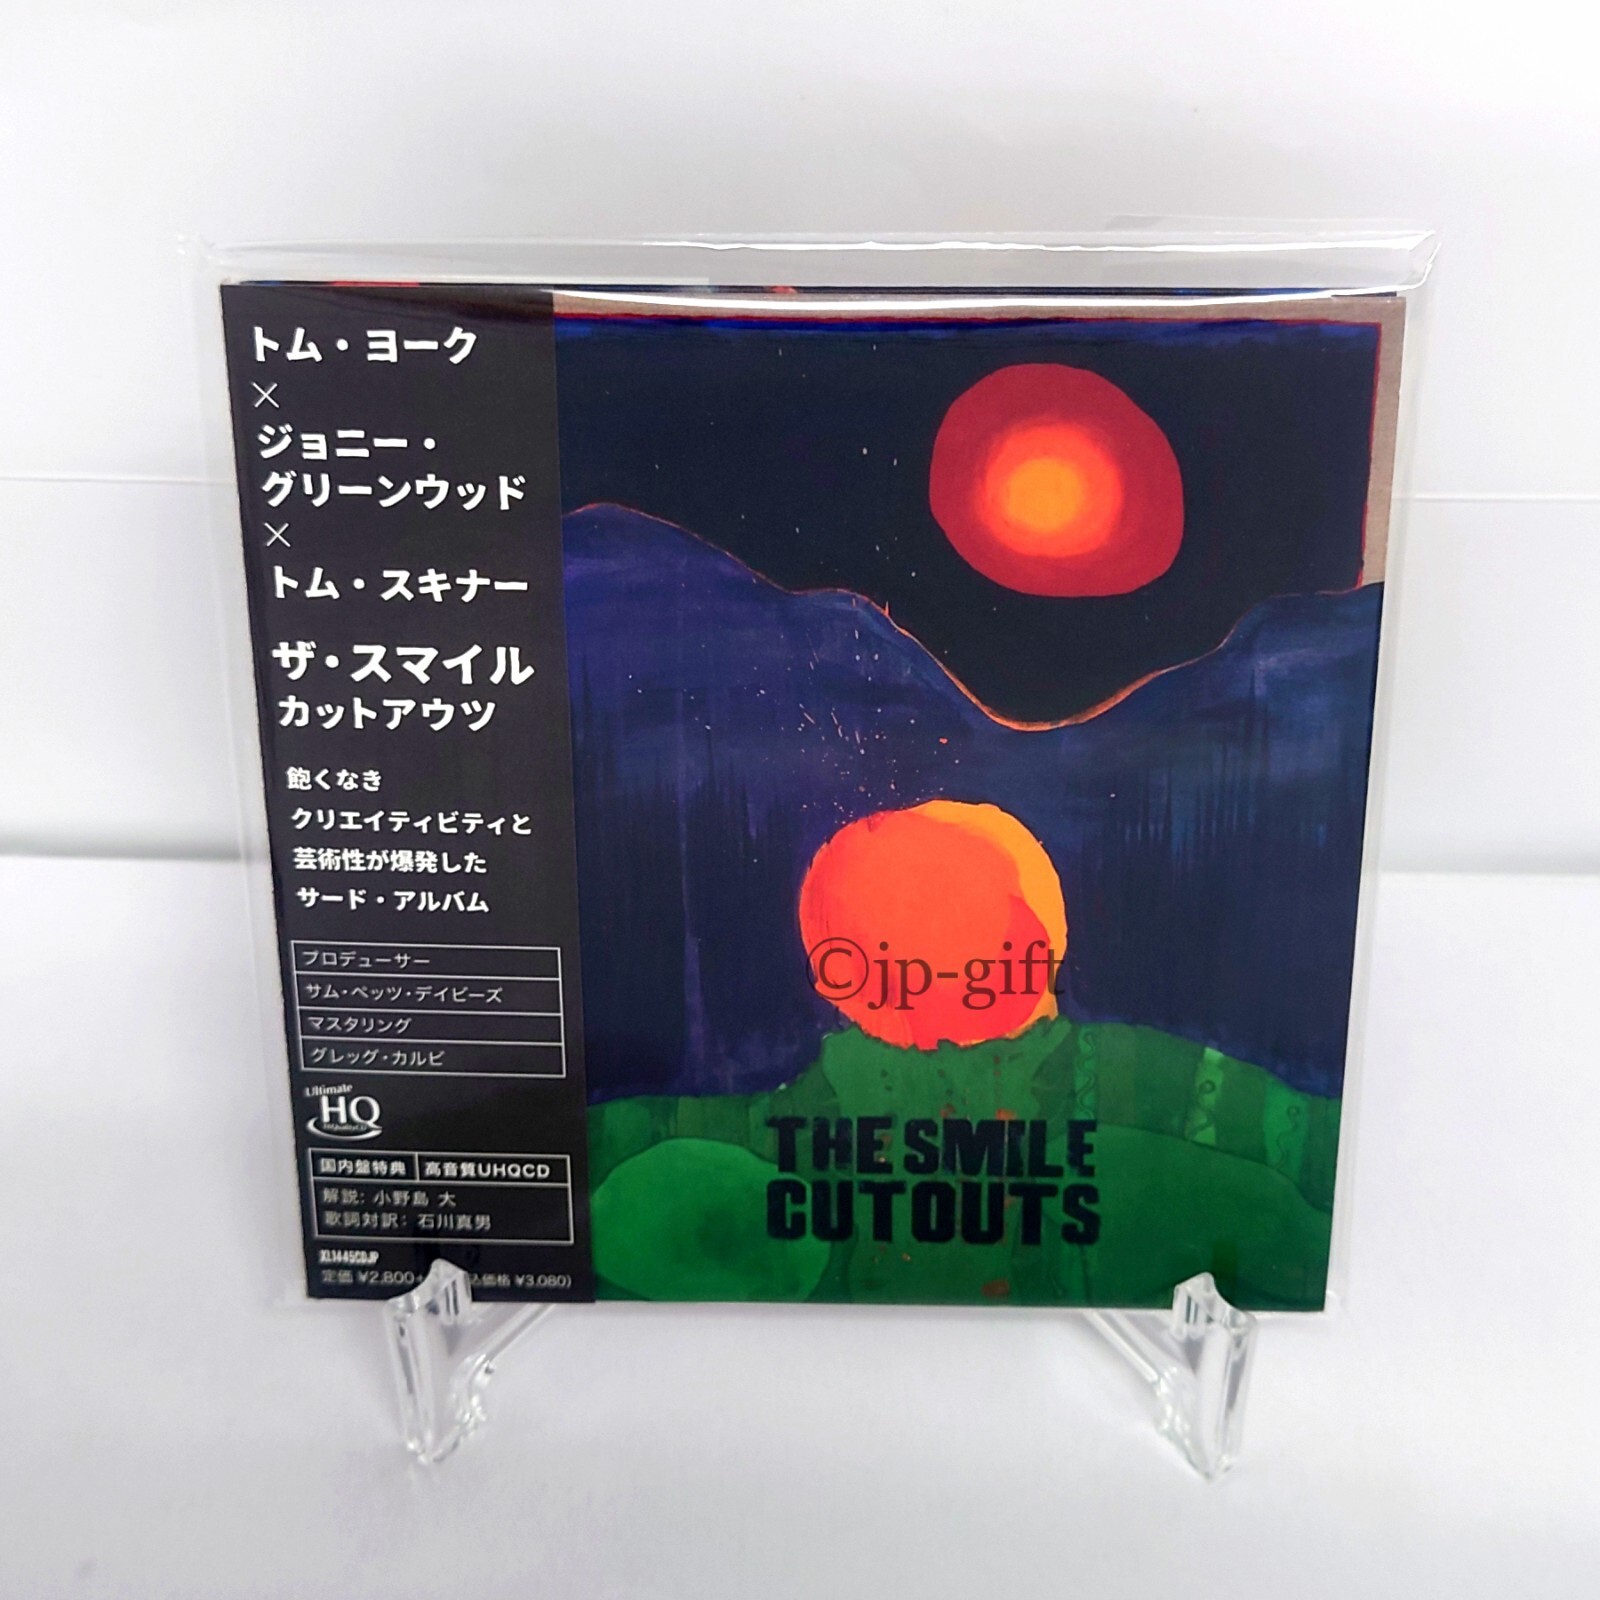 トム・ヨーク
×
ジョニー・
グリーンウッド
×
トム・スキナー
ザ・スマイル
カットアウツ
飽くなき
クリエイティビティと
芸術性が爆発した
サード・アルバム
プロデューサー
サム・ペッツ・デイビーズ
マスタリング
グレッグ・カルビ
Ultimate
HQ
HiQualityCD
国内盤特典 高音質UHQCD
解説: 小野島 大
歌詞対訳: 石川真男
XL1445CDJP
定価 ¥2,800+ 込価格 ¥3,080)
©jp-gift
THE SMILE
CUTOUTS